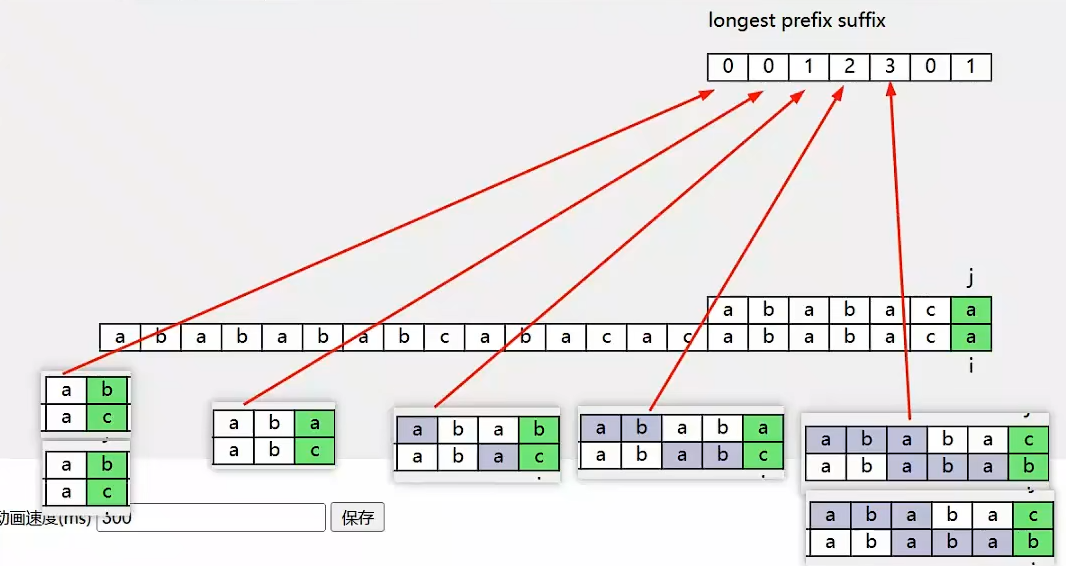 longest prefix suffix
0 0 1 2 3 0 1
j
a b a b a c a
a b a b a b a b c a b a c a c a b a b a c a
i
a b
a c
a b a
a b c
a b a b
a b a c
a b a b a
a b a b c
a b a b a c
a b a b a b
a b
a c
a b a b a c
a b a b a b
动画速度(ms) 300 保存